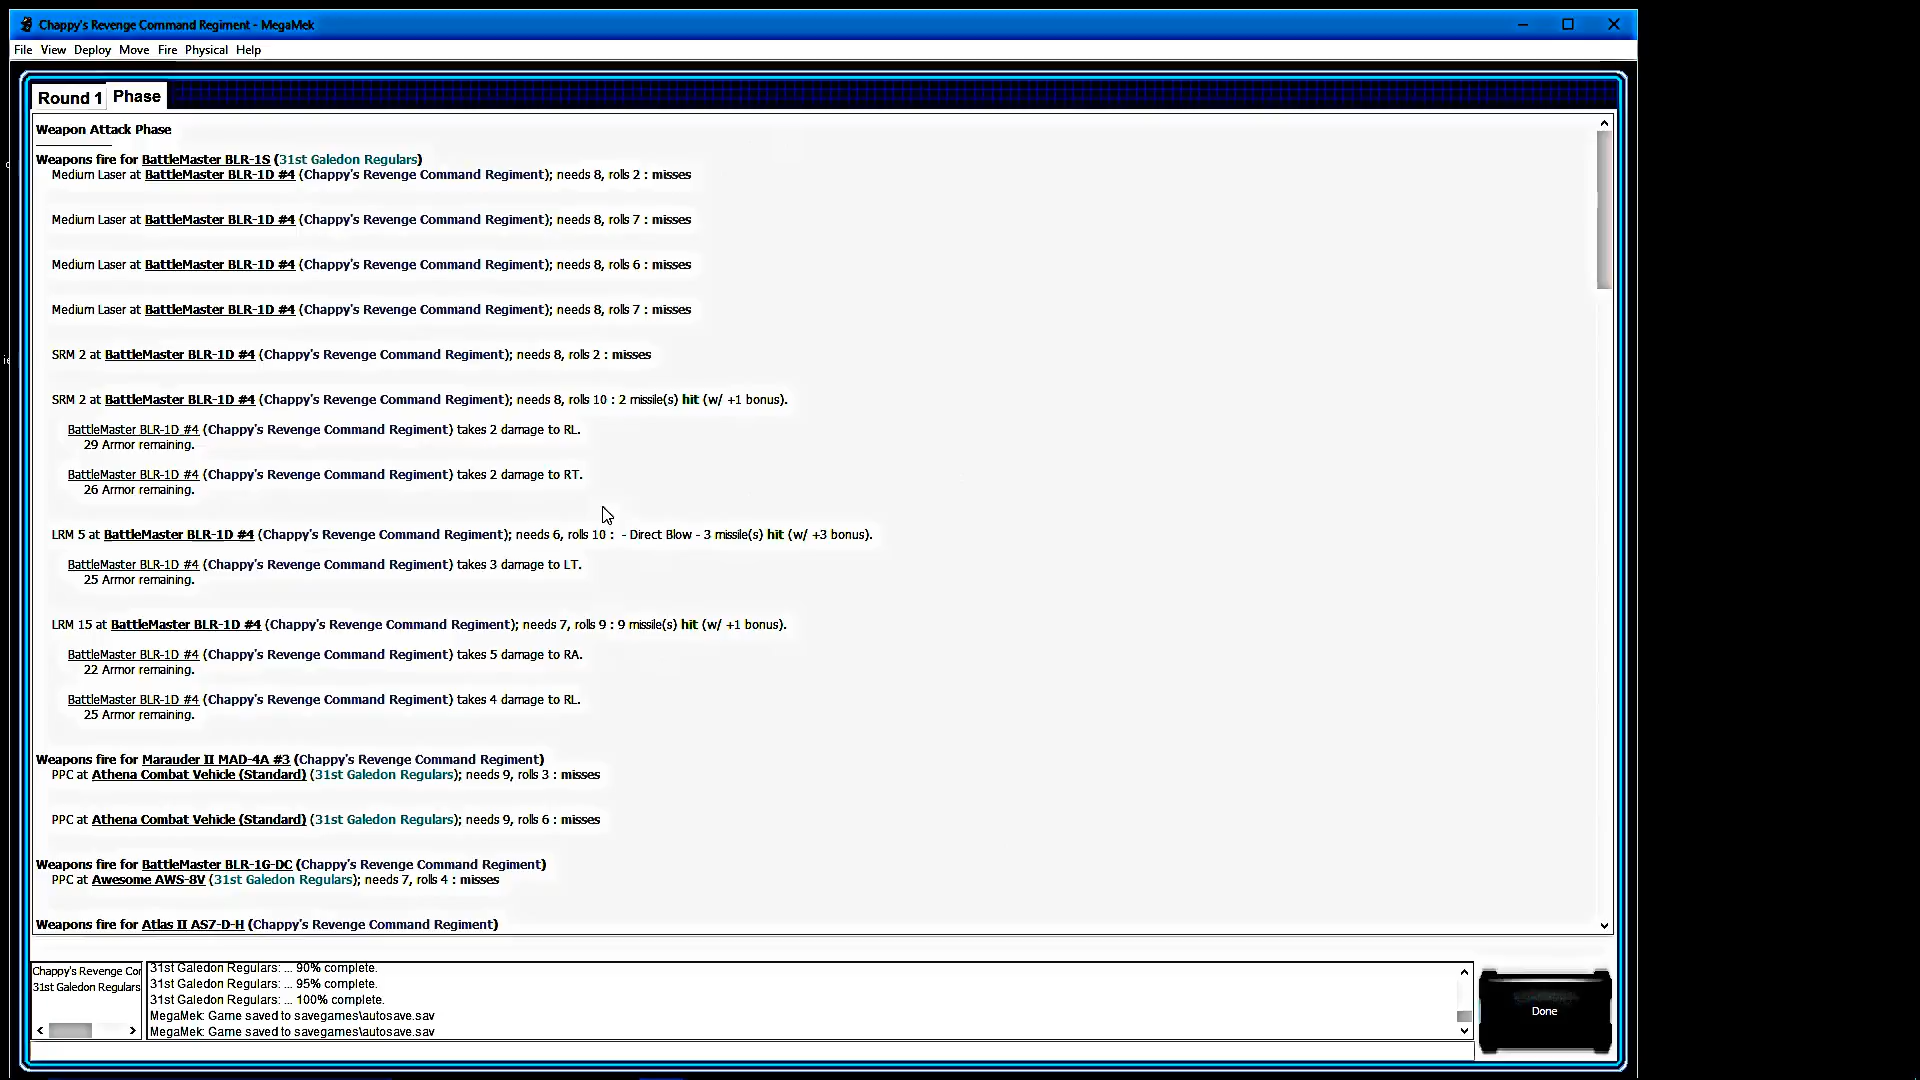 Chappy's Revenge Command Regiment - MegaMek
File View Deploy Move Fire Physical Help
Round 1 Phase
Weapon Attack Phase
Weapons fire for BattleMaster BLR-1S (31st Galedon Regulars)
Medium Laser at BattleMaster BLR-1D #4 (Chappy's Revenge Command Regiment); needs 8, rolls 2 : misses
Medium Laser at BattleMaster BLR-1D #4 (Chappy's Revenge Command Regiment); needs 8, rolls 7 : misses
Medium Laser at BattleMaster BLR-1D #4 (Chappy's Revenge Command Regiment); needs 8, rolls 6 : misses
Medium Laser at BattleMaster BLR-1D #4 (Chappy's Revenge Command Regiment); needs 8, rolls 7 : misses
SRM 2 at BattleMaster BLR-1D #4 (Chappy's Revenge Command Regiment); needs 8, rolls 2 : misses
SRM 2 at BattleMaster BLR-1D #4 (Chappy's Revenge Command Regiment); needs 8, rolls 10 : 2 missile(s) hit (w/ +1 bonus).
BattleMaster BLR-1D #4 (Chappy's Revenge Command Regiment) takes 2 damage to RL.
29 Armor remaining.
BattleMaster BLR-1D #4 (Chappy's Revenge Command Regiment) takes 2 damage to RT.
26 Armor remaining.
LRM 5 at BattleMaster BLR-1D #4 (Chappy's Revenge Command Regiment); needs 6, rolls 10 :  - Direct Blow - 3 missile(s) hit (w/ +3 bonus).
BattleMaster BLR-1D #4 (Chappy's Revenge Command Regiment) takes 3 damage to LT.
25 Armor remaining.
LRM 15 at BattleMaster BLR-1D #4 (Chappy's Revenge Command Regiment); needs 7, rolls 9 : 9 missile(s) hit (w/ +1 bonus).
BattleMaster BLR-1D #4 (Chappy's Revenge Command Regiment) takes 5 damage to RA.
22 Armor remaining.
BattleMaster BLR-1D #4 (Chappy's Revenge Command Regiment) takes 4 damage to RL.
25 Armor remaining.
Weapons fire for Marauder II MAD-4A #3 (Chappy's Revenge Command Regiment)
PPC at Athena Combat Vehicle (Standard) (31st Galedon Regulars); needs 9, rolls 3 : misses
PPC at Athena Combat Vehicle (Standard) (31st Galedon Regulars); needs 9, rolls 6 : misses
Weapons fire for BattleMaster BLR-1G-DC (Chappy's Revenge Command Regiment)
PPC at Awesome AWS-8V (31st Galedon Regulars); needs 7, rolls 4 : misses
Weapons fire for Atlas II AS7-D-H (Chappy's Revenge Command Regiment)
Chappy's Revenge Cor
31st Galedon Regulars
31st Galedon Regulars: ... 90% complete.
31st Galedon Regulars: ... 95% complete.
31st Galedon Regulars: ... 100% complete.
MegaMek: Game saved to savegames\autosave.sav
MegaMek: Game saved to savegames\autosave.sav
Done